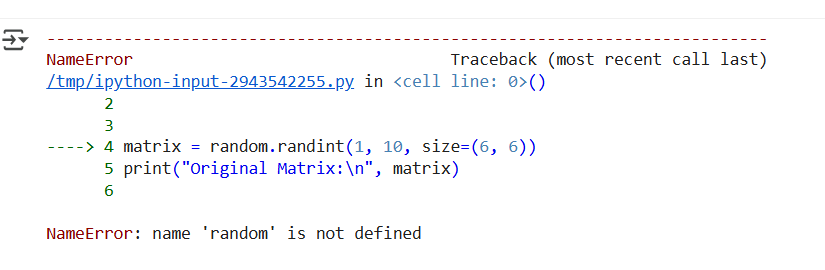 ---------------------------------------------------------------------------
NameError                                 Traceback (most recent call last)
/tmp/ipython-input-2943542255.py in <cell line: 0>()
      2
      3
----> 4 matrix = random.randint(1, 10, size=(6, 6))
      5 print("Original Matrix:\n", matrix)
      6

NameError: name 'random' is not defined